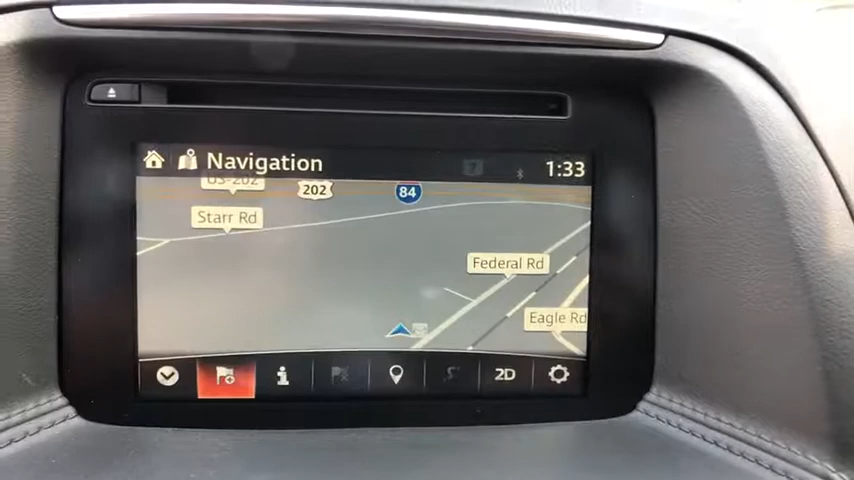 Navigation
1:33
US-202
202
84
Starr Rd
Federal Rd
Eagle Rd
2D